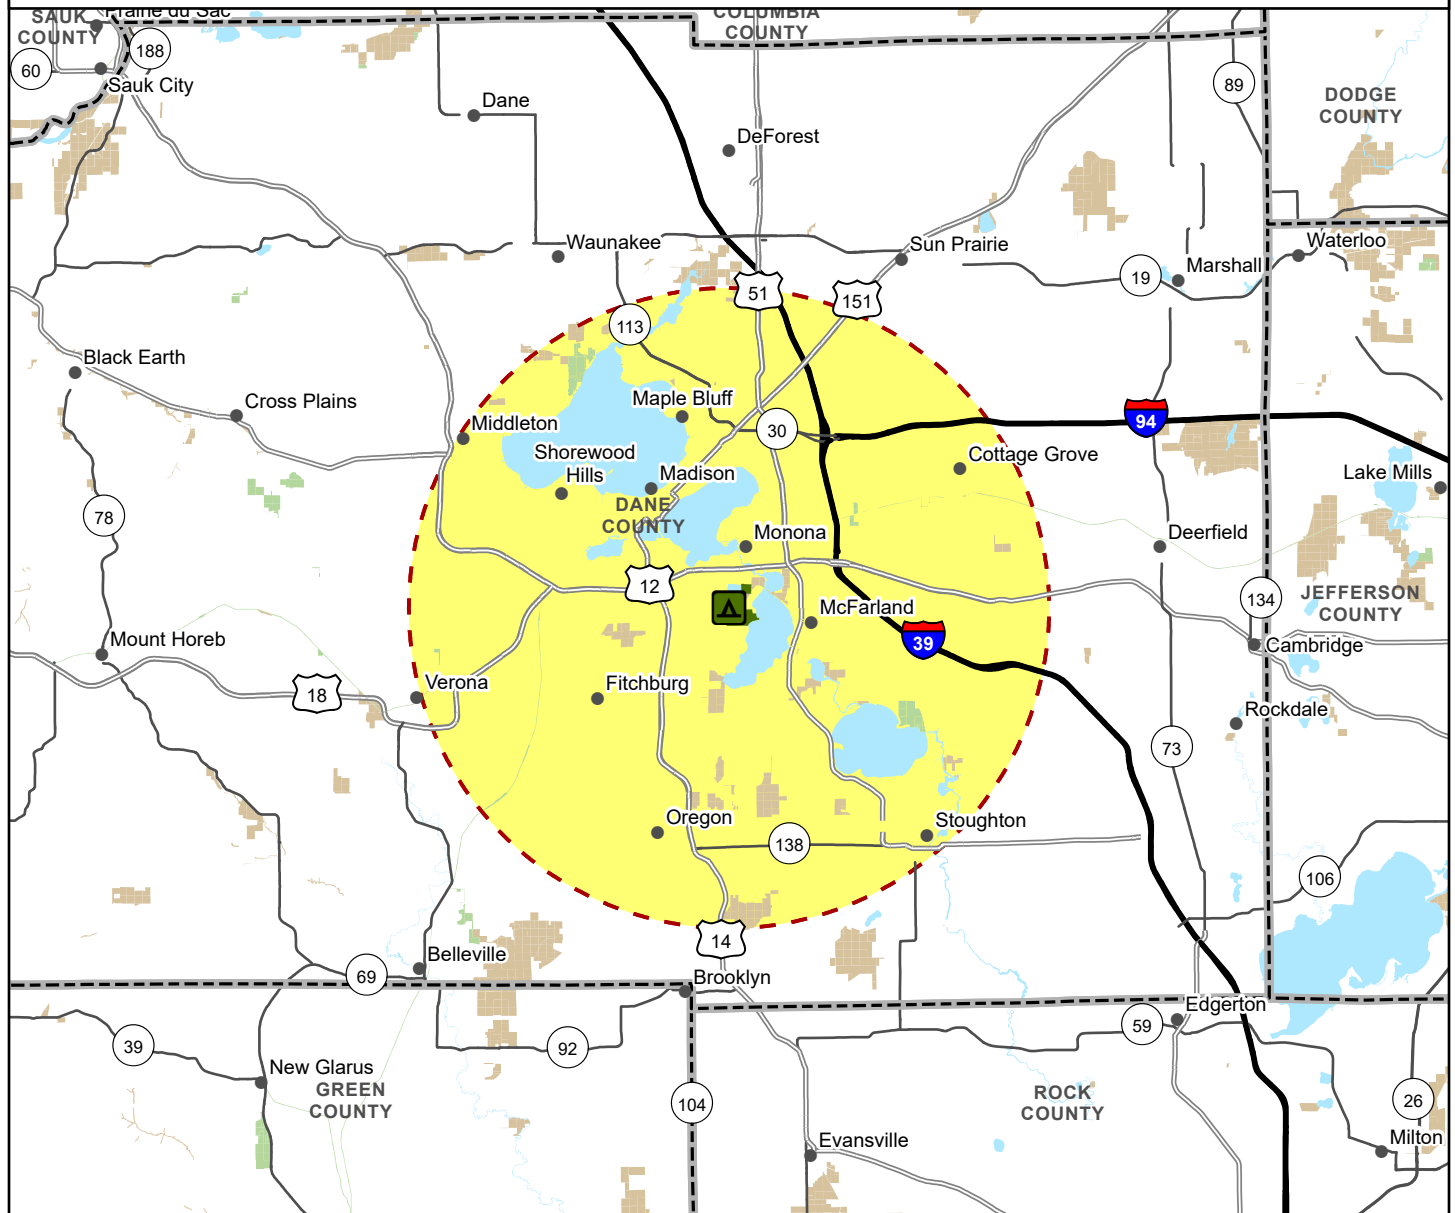 SAUK
COUNTY
Prairie du Sac
188
60
Sauk City
COLUMBIA
COUNTY
89
DODGE
COUNTY
Dane
DeForest
Waunakee
Sun Prairie
Waterloo
Marshall
19
51
151
113
Black Earth
Cross Plains
Middleton
Maple Bluff
30
94
Shorewood
Hills
Madison
Cottage Grove
Lake Mills
78
DANE
COUNTY
Monona
Deerfield
12
McFarland
134
JEFFERSON
COUNTY
39
Mount Horeb
Cambridge
18
Verona
Fitchburg
Rockdale
73
Oregon
Stoughton
138
106
14
Belleville
69
Brooklyn
Edgerton
59
39
92
New Glarus
GREEN
COUNTY
104
ROCK
COUNTY
26
Evansville
Milton